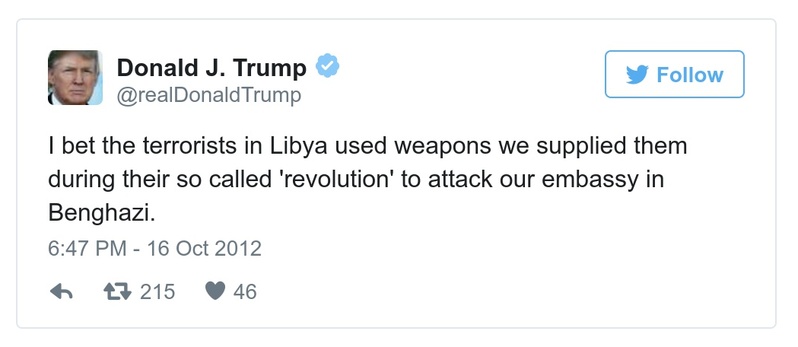 Donald J. Trump
@realDonaldTrump
Follow
I bet the terrorists in Libya used weapons we supplied them
during their so called 'revolution' to attack our embassy in
Benghazi.
6:47 PM - 16 Oct 2012
215 46